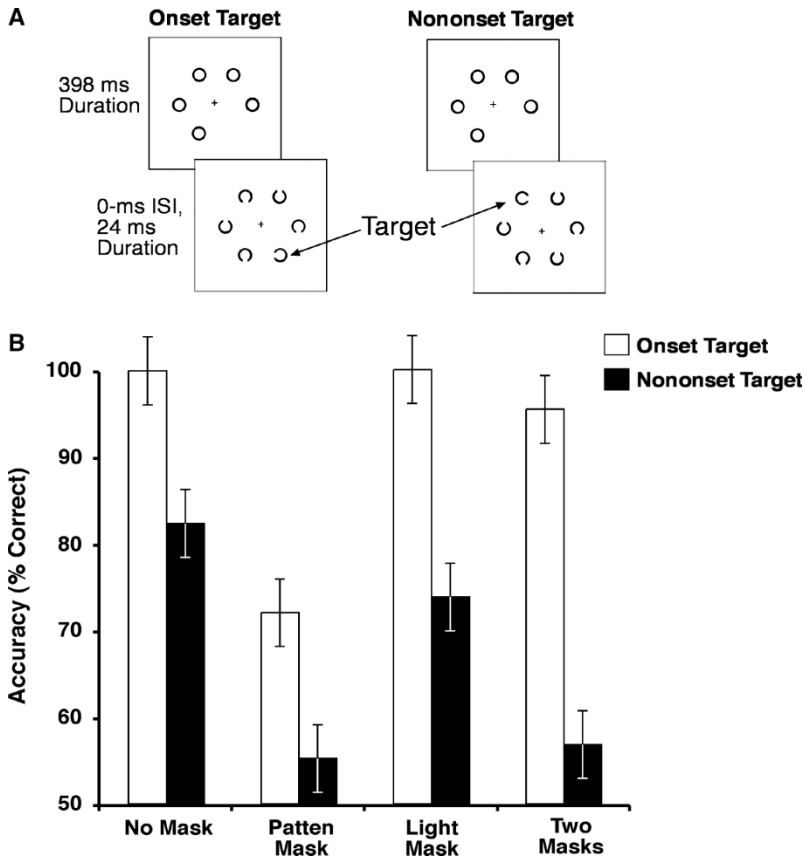 A
Onset Target
Nononset Target
398 ms
Duration
0-ms ISI,
24 ms
Duration
Target
B
Onset Target
Nononset Target
Accuracy (% Correct)
100
90
80
70
60
50
No Mask
Patten
Mask
Light
Mask
Two
Masks